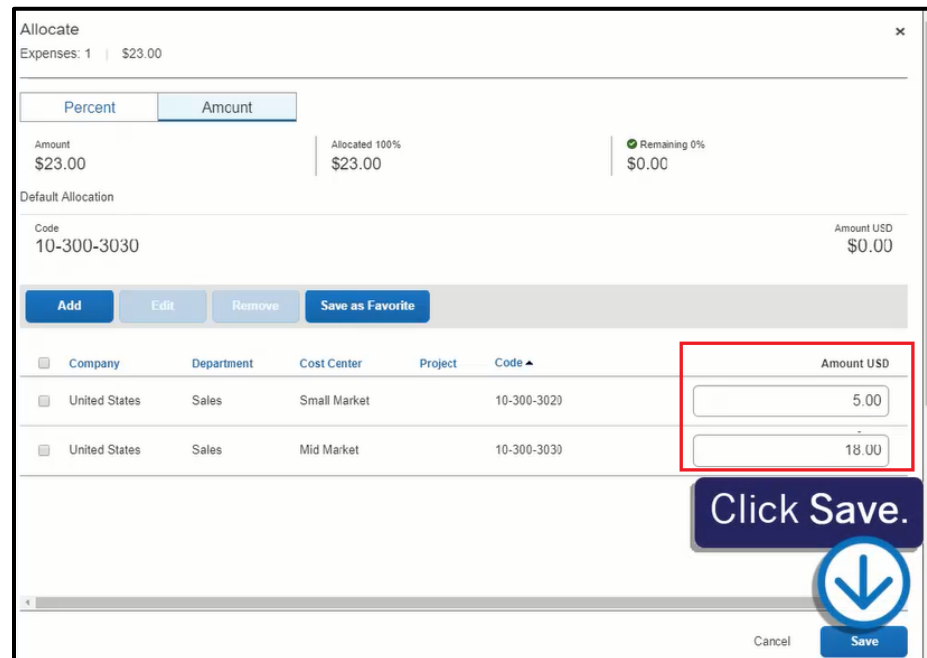 Allocate
×
Expenses: 1 | $23.00
Percent Amount
Amount Allocated 100% Remaining 0%
$23.00 $23.00 $0.00
Default Allocation
Code Amount USD
10-300-3030 $0.00
Add Edit Remove Save as Favorite
Company Department Cost Center Project Code Amount USD
United States Sales Small Market 10-300-3020 5.00
United States Sales Mid Market 10-300-3030 18.00
Click Save.
Cancel Save